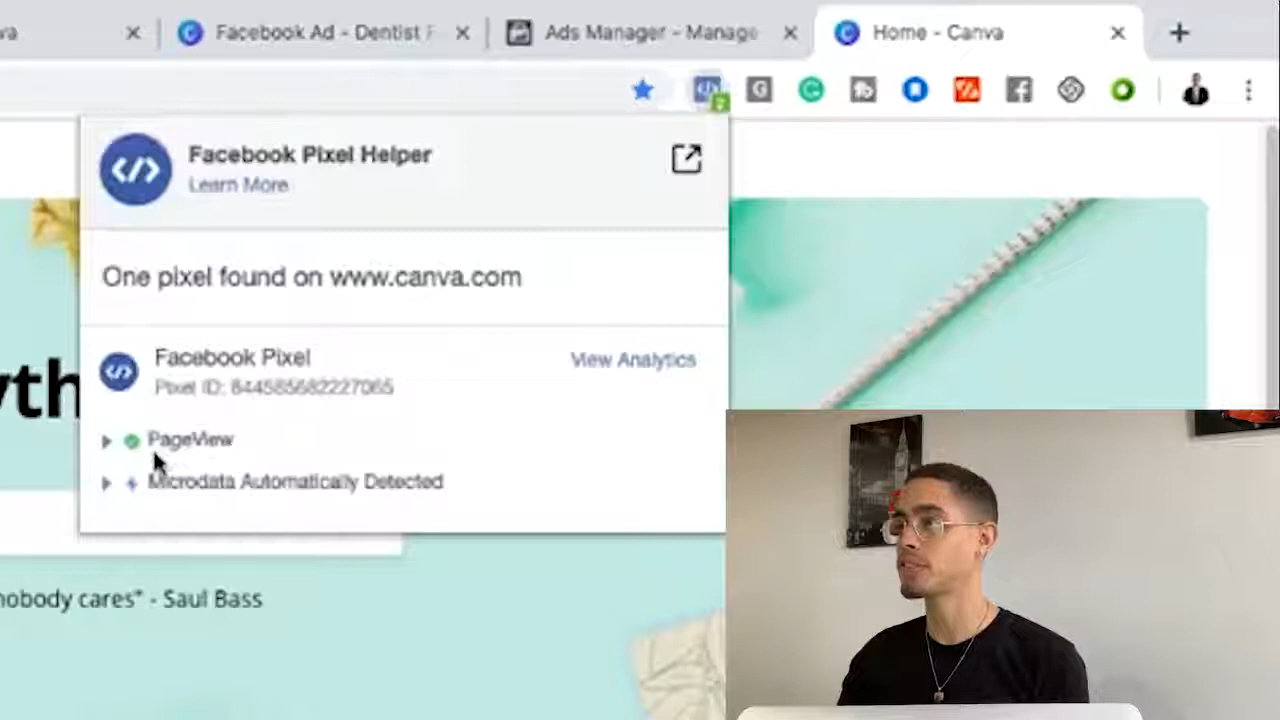 va
Facebook Ad - Dentist F
Ads Manager - Manage
Home - Canva
Facebook Pixel Helper
Learn More
One pixel found on www.canva.com
Facebook Pixel
View Analytics
Pixel ID: 844585682227065
PageView
Microdata Automatically Detected
yth
nobody cares" - Saul Bass